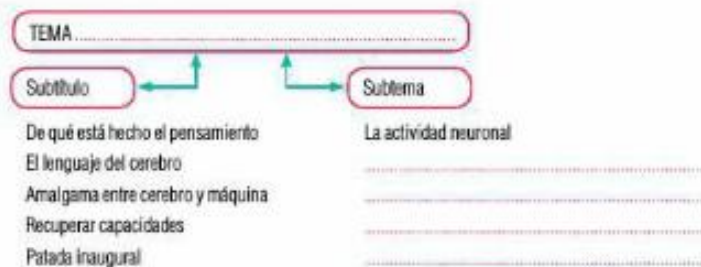 TEMA
Subtítulo Subtema
De qué está hecho el pensamiento La actividad neuronal
El lenguaje del cerebro
Amalgama entre cerebro y máquina
Recuperar capacidades
Patada inaugural